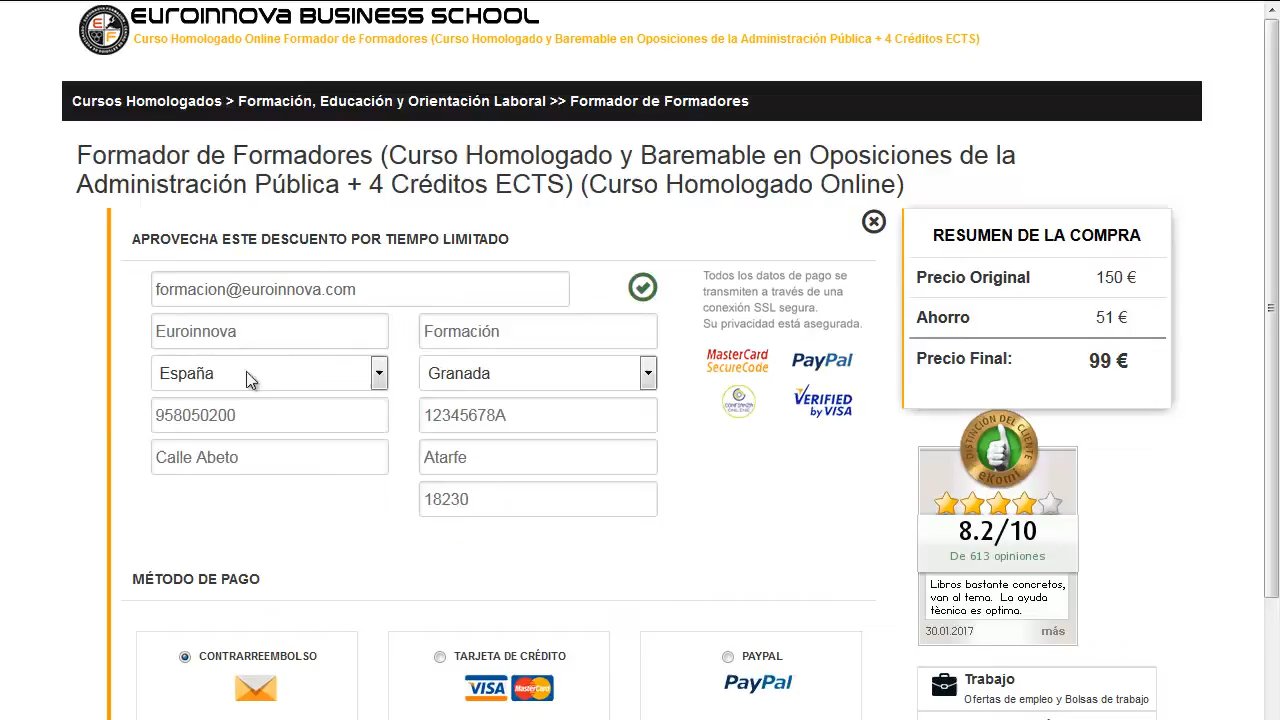 EUROINNOVA BUSINESS SCHOOL
Curso Homologado Online Formador de Formadores (Curso Homologado y Baremable en Oposiciones de la Administración Pública + 4 Créditos ECTS)
Cursos Homologados > Formación, Educación y Orientación Laboral >> Formador de Formadores
Formador de Formadores (Curso Homologado y Baremable en Oposiciones de la
Administración Pública + 4 Créditos ECTS) (Curso Homologado Online)
APROVECHA ESTE DESCUENTO POR TIEMPO LIMITADO
formacion@euroinnova.com
Euroinnova
Formación
España
Granada
958050200
12345678A
Calle Abeto
Atarfe
18230
Todos los datos de pago se
transmiten a través de una
conexión SSL segura.
Su privacidad está asegurada.
MasterCard
SecureCode
PayPal
CONFIANZA
ONLINE
VERIFIED
by VISA
RESUMEN DE LA COMPRA
Precio Original 150 €
Ahorro 51 €
Precio Final: 99 €
DISTINCIÓN DEL CLIENTE
eKomi
8.2/10
De 613 opiniones
Libros bastante concretos,
van al tema. La ayuda
tècnica es optima.
30.01.2017 más
Trabajo
Ofertas de empleo y Bolsas de trabajo
MÉTODO DE PAGO
CONTRARREEMBOLSO
TARJETA DE CRÉDITO
VISA MasterCard
PAYPAL
PayPal